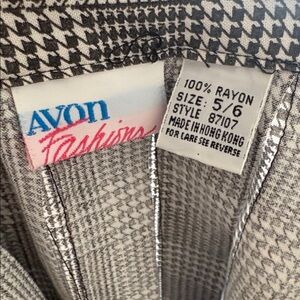 AVON
Fashions
100% RAYON
SIZE: 5/6
STYLE 87107
MADE IN HONG KONG
FOR CARE SEE REVERSE